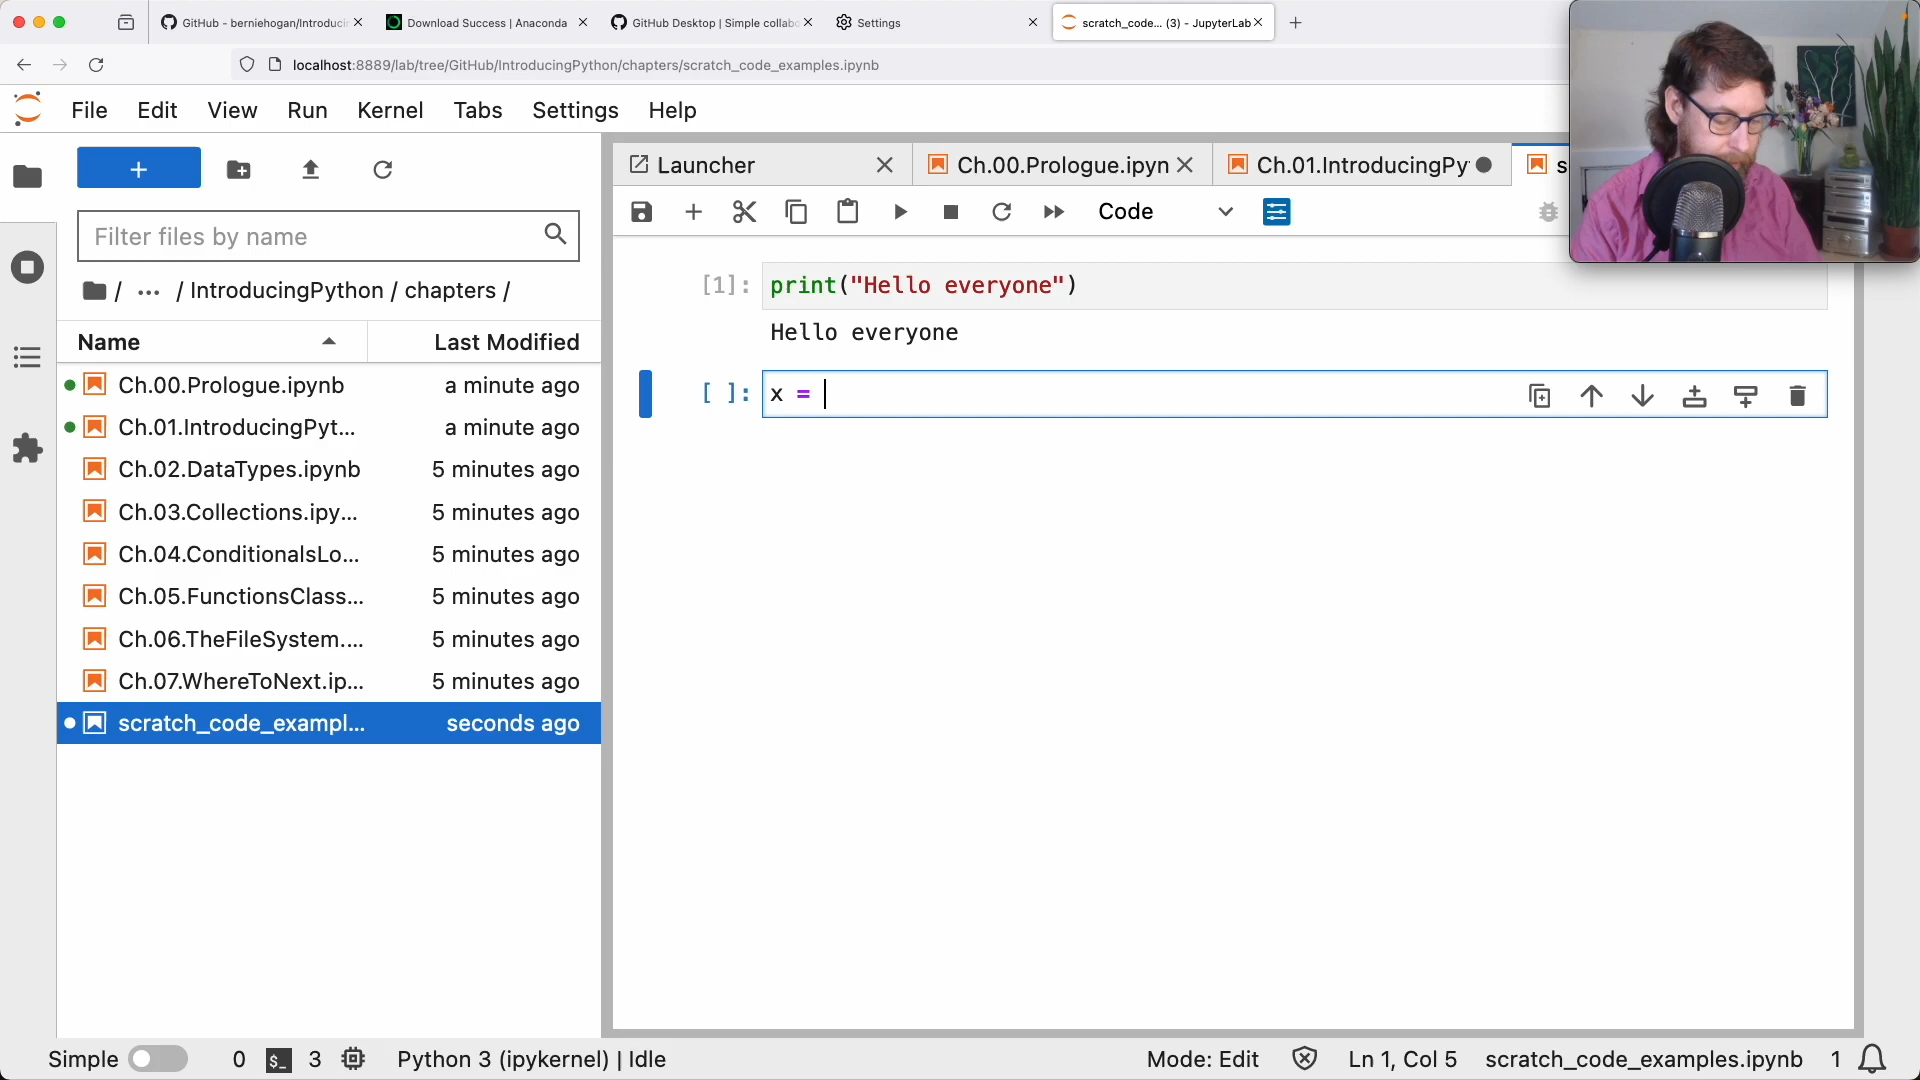 GitHub - berniehogan/Introducin
Download Success | Anaconda
GitHub Desktop | Simple collabo
Settings
scratch_code... (3) - JupyterLab
localhost:8889/lab/tree/GitHub/IntroducingPython/chapters/scratch_code_examples.ipynb
File Edit View Run Kernel Tabs Settings Help
Filter files by name
/ ... / IntroducingPython / chapters /
Name Last Modified
Ch.00.Prologue.ipynb a minute ago
Ch.01.IntroducingPyt... a minute ago
Ch.02.DataTypes.ipynb 5 minutes ago
Ch.03.Collections.ipy... 5 minutes ago
Ch.04.ConditionalsLo... 5 minutes ago
Ch.05.FunctionsClass... 5 minutes ago
Ch.06.TheFileSystem.... 5 minutes ago
Ch.07.WhereToNext.ip... 5 minutes ago
scratch_code_exampl... seconds ago
Launcher
Ch.00.Prologue.ipyn
Ch.01.IntroducingPy
s
Code
[1]: print("Hello everyone")
Hello everyone
[ ]: x =
Simple 0 $_ 3 Python 3 (ipykernel) | Idle Mode: Edit Ln 1, Col 5 scratch_code_examples.ipynb 1